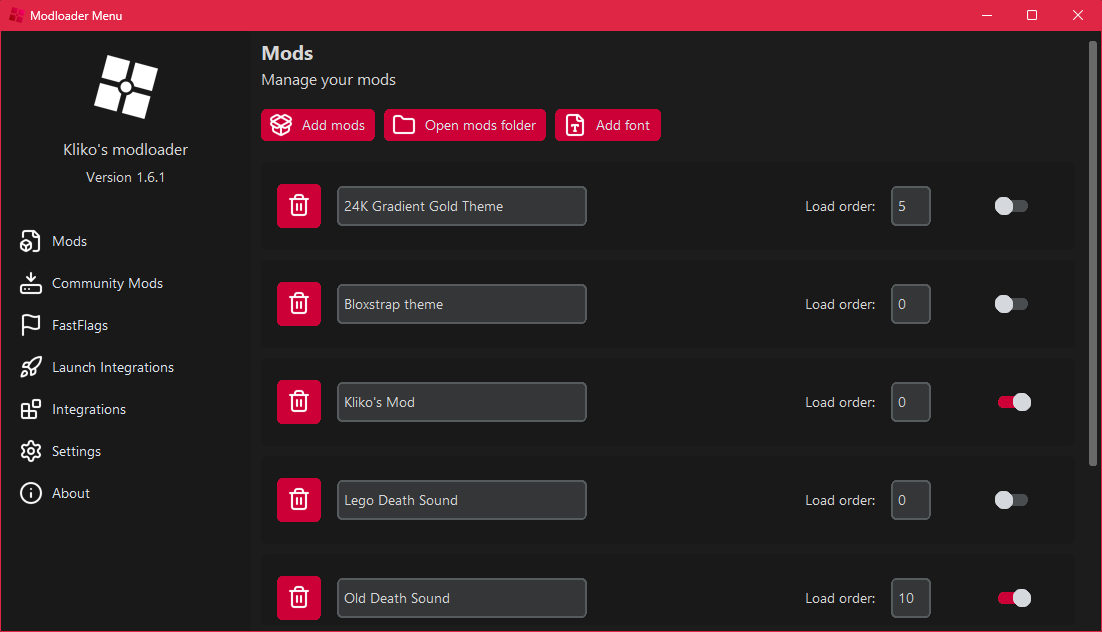 Modloader Menu
Kliko's modloader
Version 1.6.1
Mods
Community Mods
FastFlags
Launch Integrations
Integrations
Settings
About
Mods
Manage your mods
Add mods Open mods folder Add font
24K Gradient Gold Theme Load order: 5
Bloxstrap theme Load order: 0
Kliko's Mod Load order: 0
Lego Death Sound Load order: 0
Old Death Sound Load order: 10